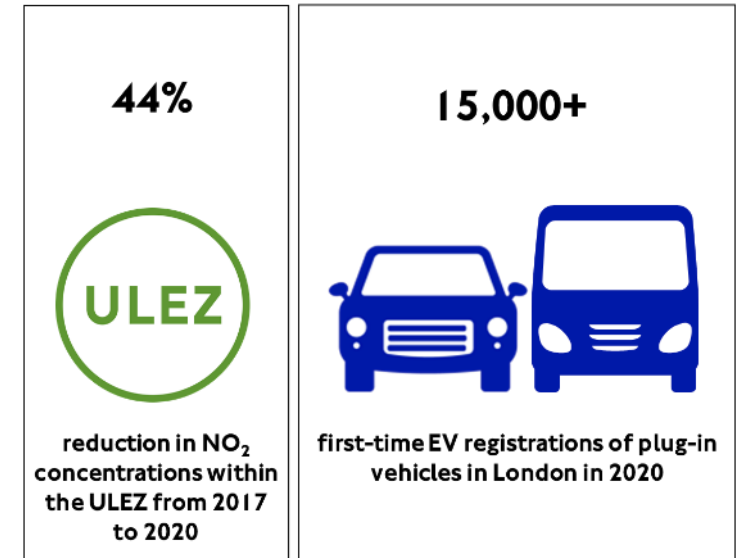 44%
ULEZ
reduction in NO₂
concentrations within
the ULEZ from 2017
to 2020
15,000+
first-time EV registrations of plug-in
vehicles in London in 2020